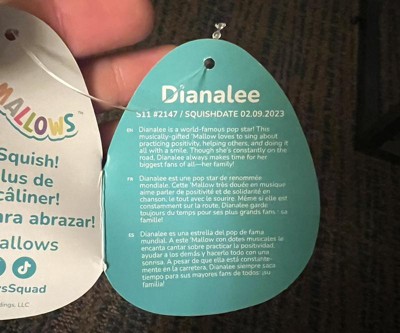 MALLOWS™
Squish!
lus de
câliner!
ara abrazar!
allows
rsSquad
ings, LLC
Dianalee
S11 #2147 / SQUISHDATE 02.09.2023
EN Dianalee is a world-famous pop star! This
musically-gifted 'Mallow loves to sing about
practicing positivity, helping others, and doing it
all with a smile. Though she's constantly on the
road, Dianalee always makes time for her
biggest fans of all—her family!
FR Dianalee est une pop star de renommée
mondiale. Cette 'Mallow très douée en musique
aime parler de positivité et de solidarité en
chanson, le tout avec le sourire. Même si elle est
constamment sur la route, Dianalee garde
toujours du temps pour ses plus grands fans : sa
famille!
ES Dianalee es una estrella del pop de fama
mundial. A esta 'Mallow con dotes musicales le
encanta cantar sobre practicar la positividad,
ayudar a los demás y hacerlo todo con una
sonrisa. A pesar de que ella está constante-
mente en la carretera, Dianalee siempre saca
tiempo para sus mayores fans de todos: ¡su
familia!